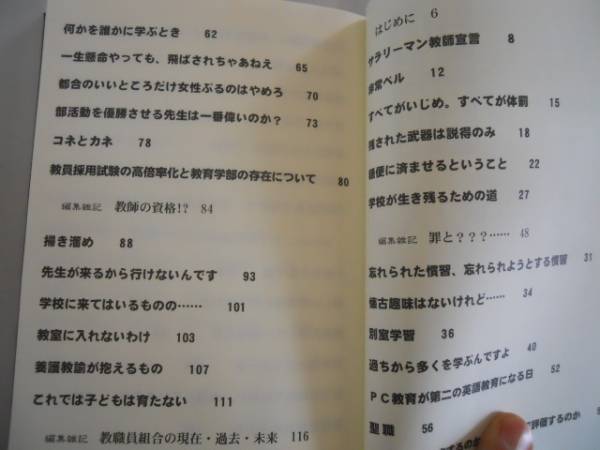 はじめに 6
サラリーマン教師宣言 8
非常ベル 12
すべてがいじめ。すべてが体罰 15
残された武器は説得のみ 18
穏便に済ませるということ 22
学校が生き残るための道 27
編集雑記 罪と???…… 48
忘れられた慣習、忘れられようとする慣習 31
懐古趣味はないけれど…… 34
別室学習 36
過ちから多くを学ぶんですよ 40
PC教育が第二の英語教育になる日 52
聖職 56
に評価するのか
何かを誰かに学ぶとき 62
一生懸命やっても、飛ばされちゃあねえ 65
都合のいいところだけ女性ぶるのはやめろ 70
部活動を優勝させる先生は一番偉いのか? 73
コネとカネ 78
教員採用試験の高倍率化と教育学部の存在について 80
編集雑記 教師の資格!? 84
掃き溜め 88
先生が来るから行けないんです 93
学校に来てはいるものの…… 101
教室に入れないわけ 103
養護教諭が抱えるもの 107
これでは子どもは育たない 111
編集雑記 教職員組合の現在・過去・未来 116